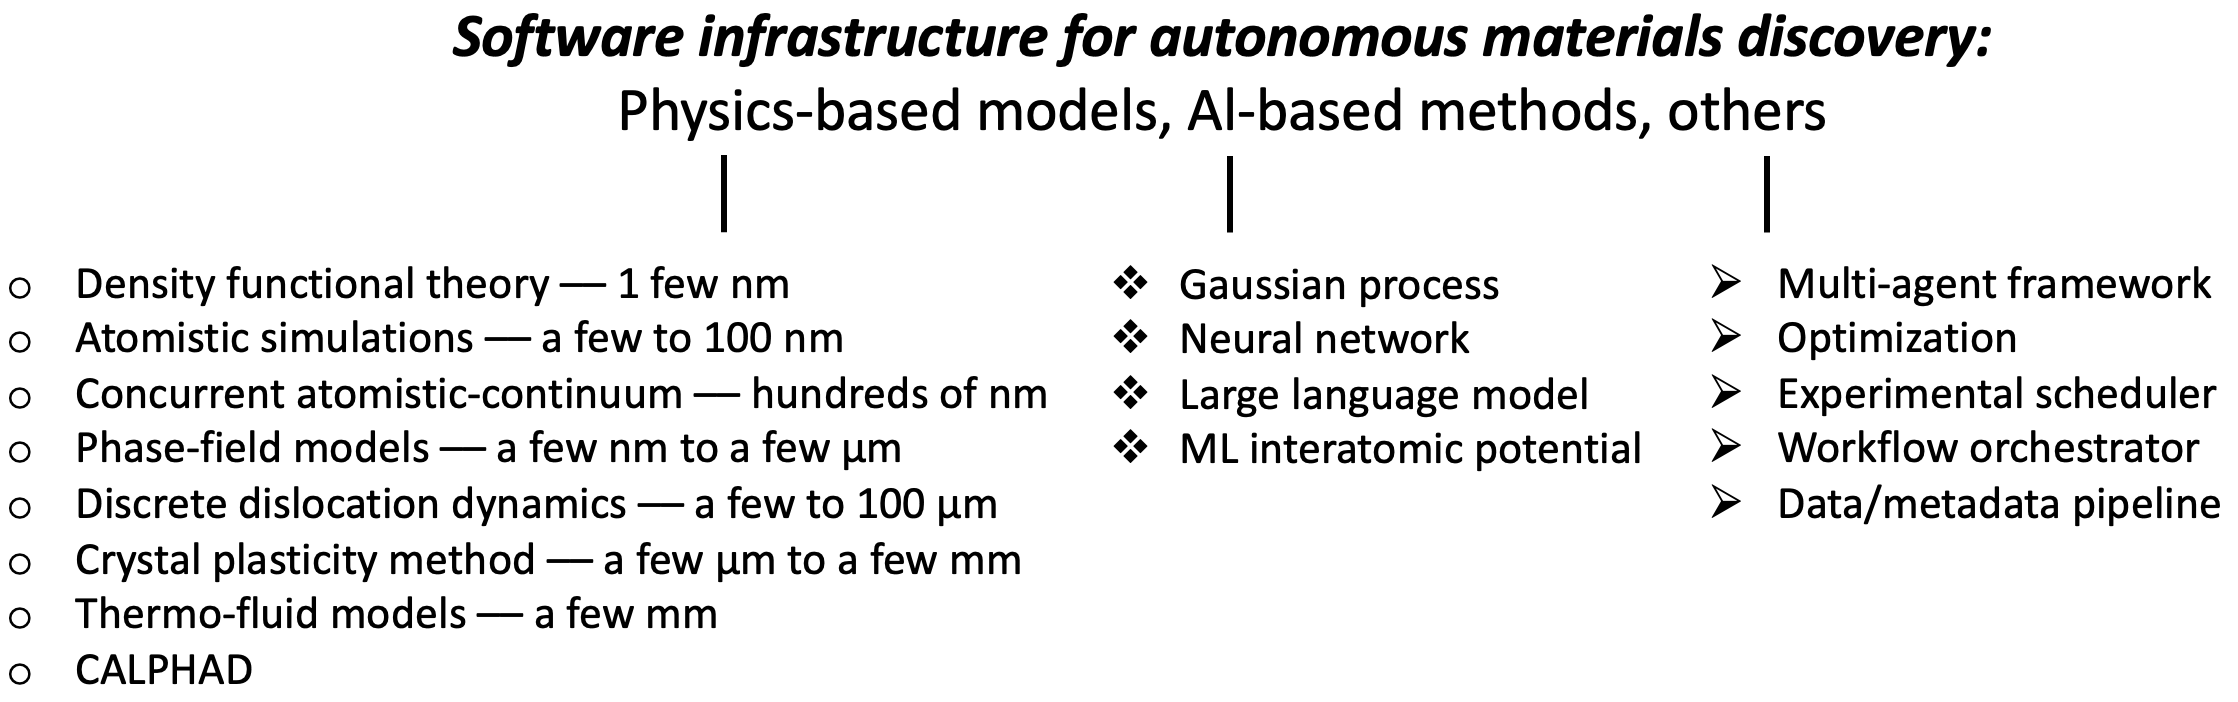 Software infrastructure for autonomous materials discovery:
Physics-based models, AI-based methods, others
Density functional theory — 1 few nm
Atomistic simulations — a few to 100 nm
Concurrent atomistic-continuum — hundreds of nm
Phase-field models — a few nm to a few µm
Discrete dislocation dynamics — a few to 100 µm
Crystal plasticity method — a few µm to a few mm
Thermo-fluid models — a few mm
CALPHAD
Gaussian process
Neural network
Large language model
ML interatomic potential
Multi-agent framework
Optimization
Experimental scheduler
Workflow orchestrator
Data/metadata pipeline